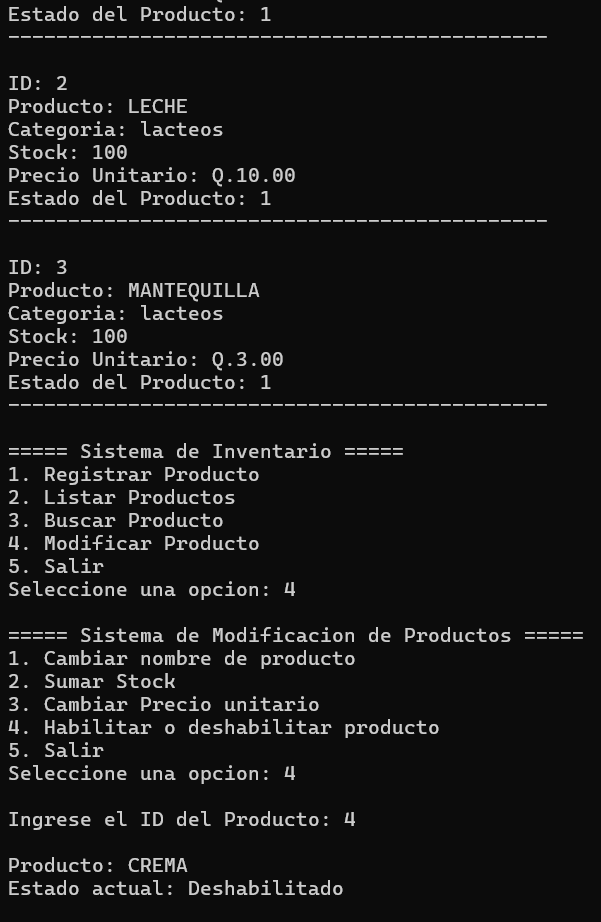 Estado del Producto: 1
---------------------------------------------
ID: 2
Producto: LECHE
Categoria: lacteos
Stock: 100
Precio Unitario: Q.10.00
Estado del Producto: 1
---------------------------------------------
ID: 3
Producto: MANTEQUILLA
Categoria: lacteos
Stock: 100
Precio Unitario: Q.3.00
Estado del Producto: 1
---------------------------------------------
===== Sistema de Inventario =====
1. Registrar Producto
2. Listar Productos
3. Buscar Producto
4. Modificar Producto
5. Salir
Seleccione una opcion: 4
===== Sistema de Modificacion de Productos =====
1. Cambiar nombre de producto
2. Sumar Stock
3. Cambiar Precio unitario
4. Habilitar o deshabilitar producto
5. Salir
Seleccione una opcion: 4
Ingrese el ID del Producto: 4
Producto: CREMA
Estado actual: Deshabilitado